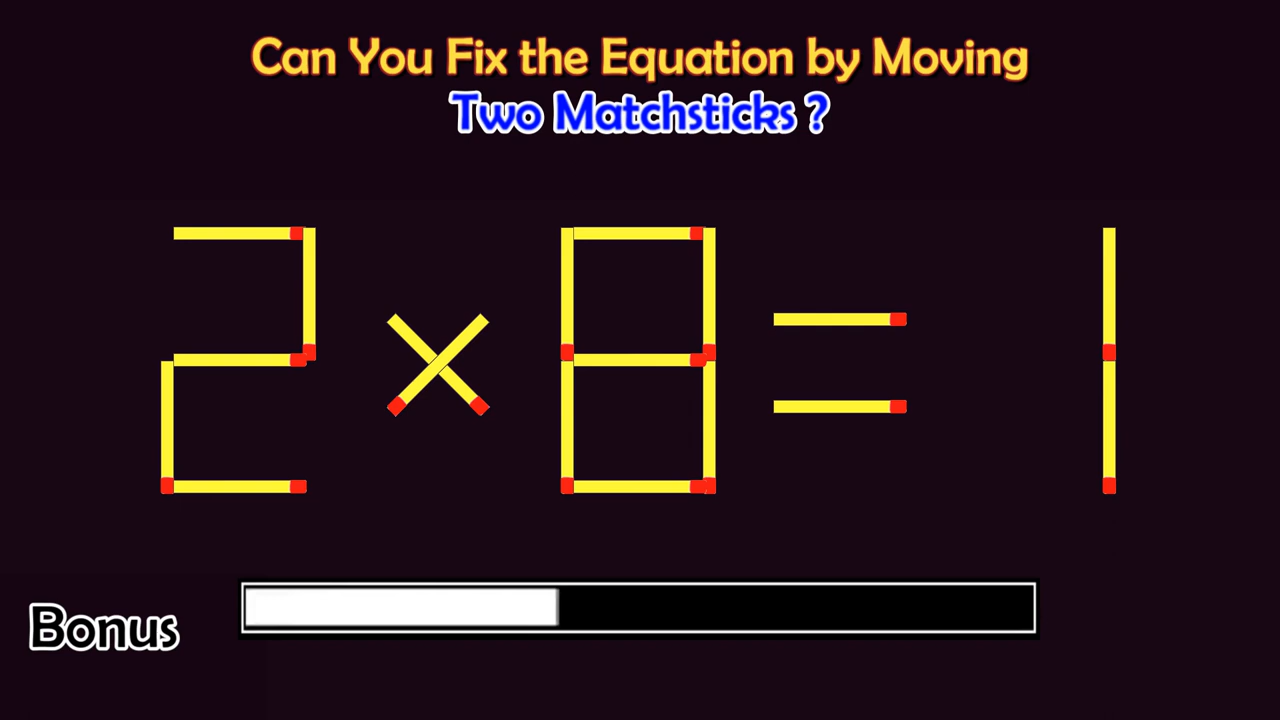 Can You Fix the Equation by Moving
Two Matchsticks ?
2 × 8 = 1
Bonus